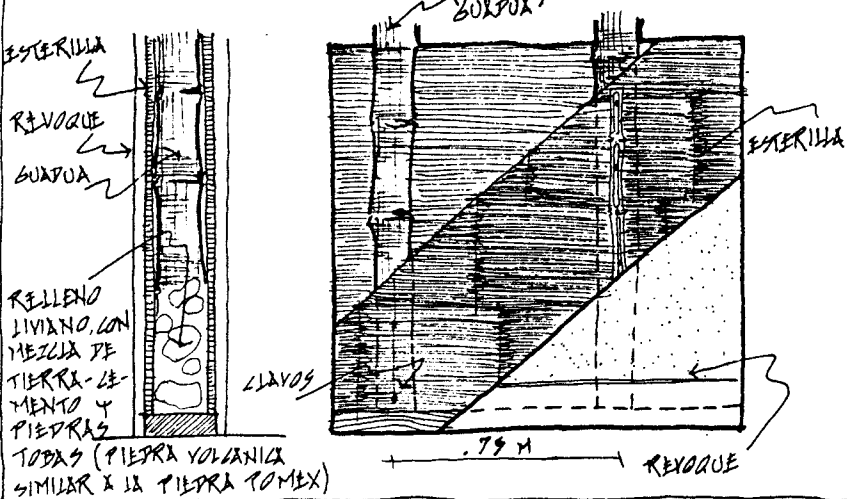 ESTERILLA
REVOQUE
GUADUA
RELLENO
LIVIANO, CON
MEZCLA DE
TIERRA-CE-
MENTO Y
PIEDRAS
TOBAS (PIEDRA VOLCANICA
SIMILAR A LA PIEDRA POMEX)
GUADUA
ESTERILLA
CLAVOS
.75 M
REVOQUE